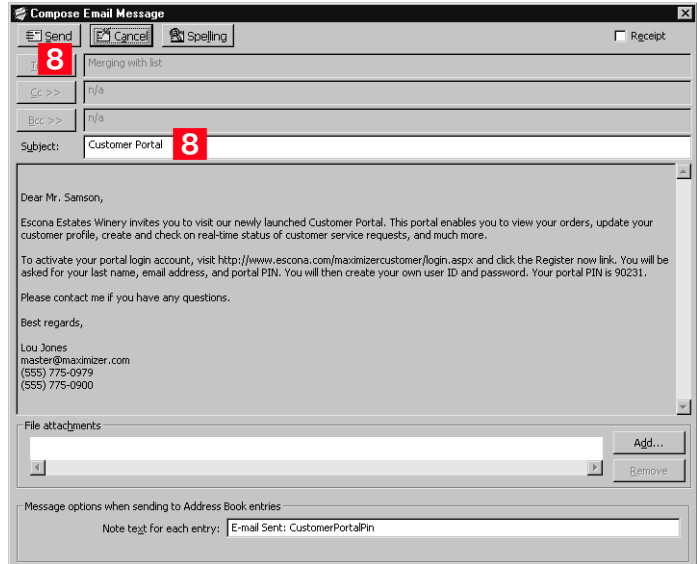 Compose Email Message
Send Cancel Spelling Receipt
8
Merging with list
Cc >> n/a
Bcc >> n/a
Subject: Customer Portal 8
Dear Mr. Samson,
Escona Estates Winery invites you to visit our newly launched Customer Portal. This portal enables you to view your orders, update your
customer profile, create and check on real-time status of customer service requests, and much more.
To activate your portal login account, visit http://www.escona.com/maximizercustomer/login.aspx and click the Register now link. You will be
asked for your last name, email address, and portal PIN. You will then create your own user ID and password. Your portal PIN is 90231.
Please contact me if you have any questions.
Best regards,
Lou Jones
master@maximizer.com
(555) 775-0979
(555) 775-0900
File attachments
Add...
Remove
Message options when sending to Address Book entries
Note text for each entry: E-mail Sent: CustomerPortalPin